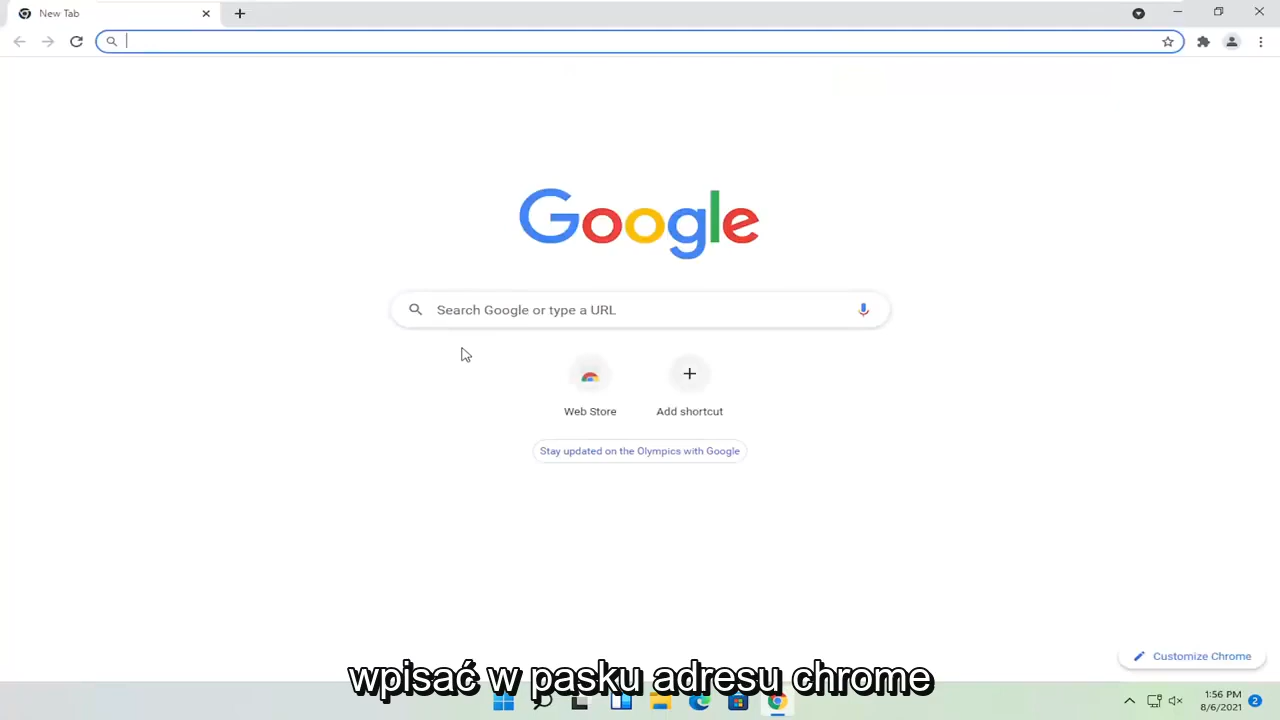 New Tab
Google
Search Google or type a URL
Web Store
Add shortcut
Stay updated on the Olympics with Google
Customize Chrome
wpisać w pasku adresu chrome
1:56 PM
8/6/2021
2